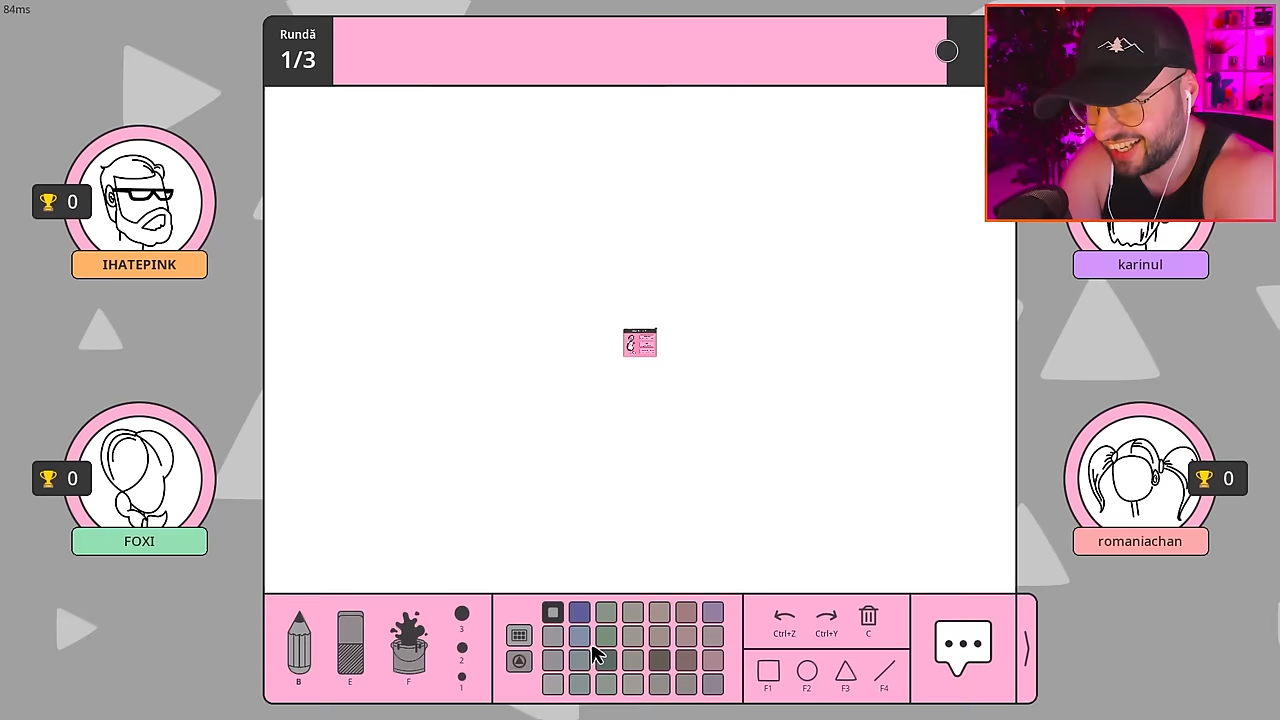 84ms
Rundă
1/3
0
IHATEPINK
karinul
0
FOXI
0
romaniachan
B
E
F
3
2
1
Ctrl+Z
Ctrl+Y
C
F1
F2
F3
F4